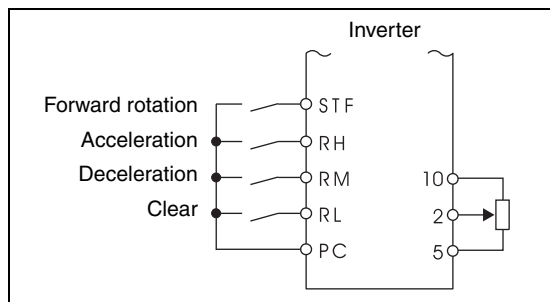 Inverter
Forward rotation STF
Acceleration RH
Deceleration RM 10
Clear RL 2
PC 5